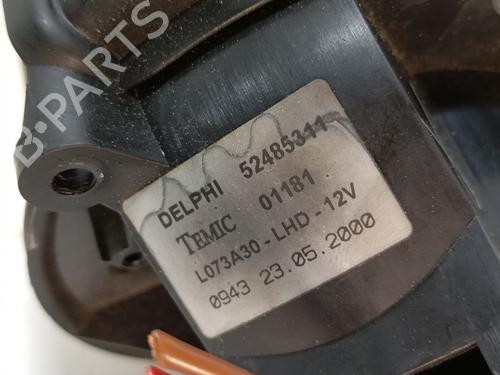 B-PARTS
DELPHI 52485311
TEMIC 01181
L073A30-LHD-12V
0943 23.05.2000